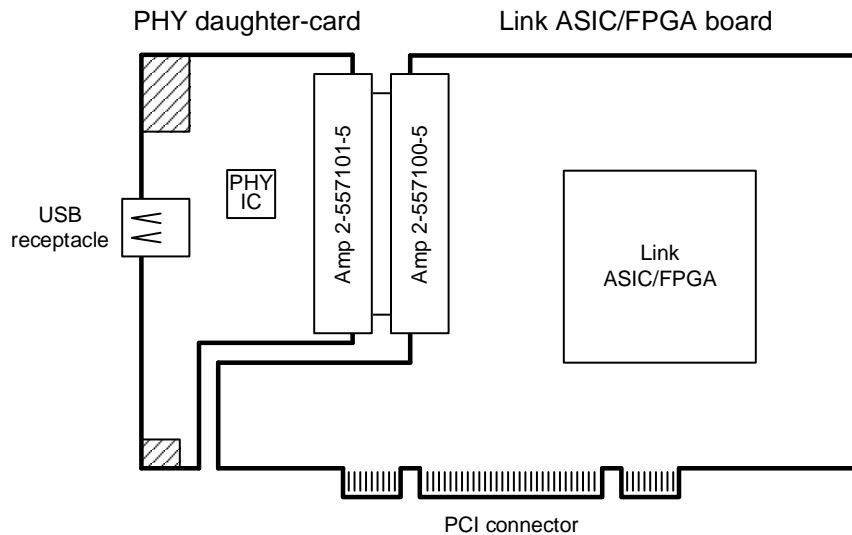 PHY daughter-card
Link ASIC/FPGA board
PHY
IC
Amp 2-557101-5
Amp 2-557100-5
USB
receptacle
Link
ASIC/FPGA
PCI connector